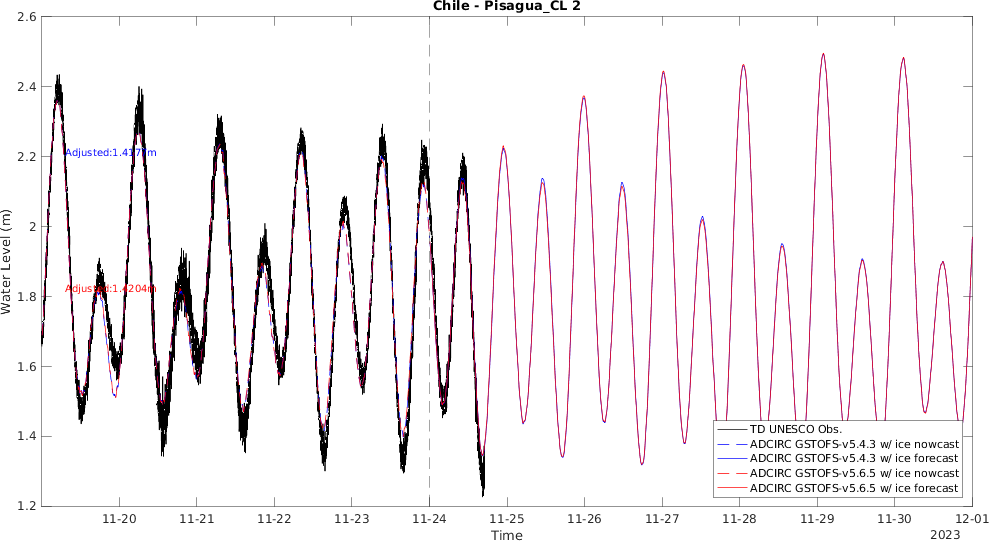 Chile - Pisagua_CL 2
2.6
2.4
2.2
2
1.8
1.6
1.4
1.2
Water Level (m)
Adjusted:1.4204m
TD UNESCO Obs.
ADCIRC GSTOFS-v5.4.3 w/ ice nowcast
ADCIRC GSTOFS-v5.4.3 w/ ice forecast
ADCIRC GSTOFS-v5.6.5 w/ ice nowcast
ADCIRC GSTOFS-v5.6.5 w/ ice forecast
11-20 11-21 11-22 11-23 11-24 11-25 11-26 11-27 11-28 11-29 11-30 12-01
Time
2023